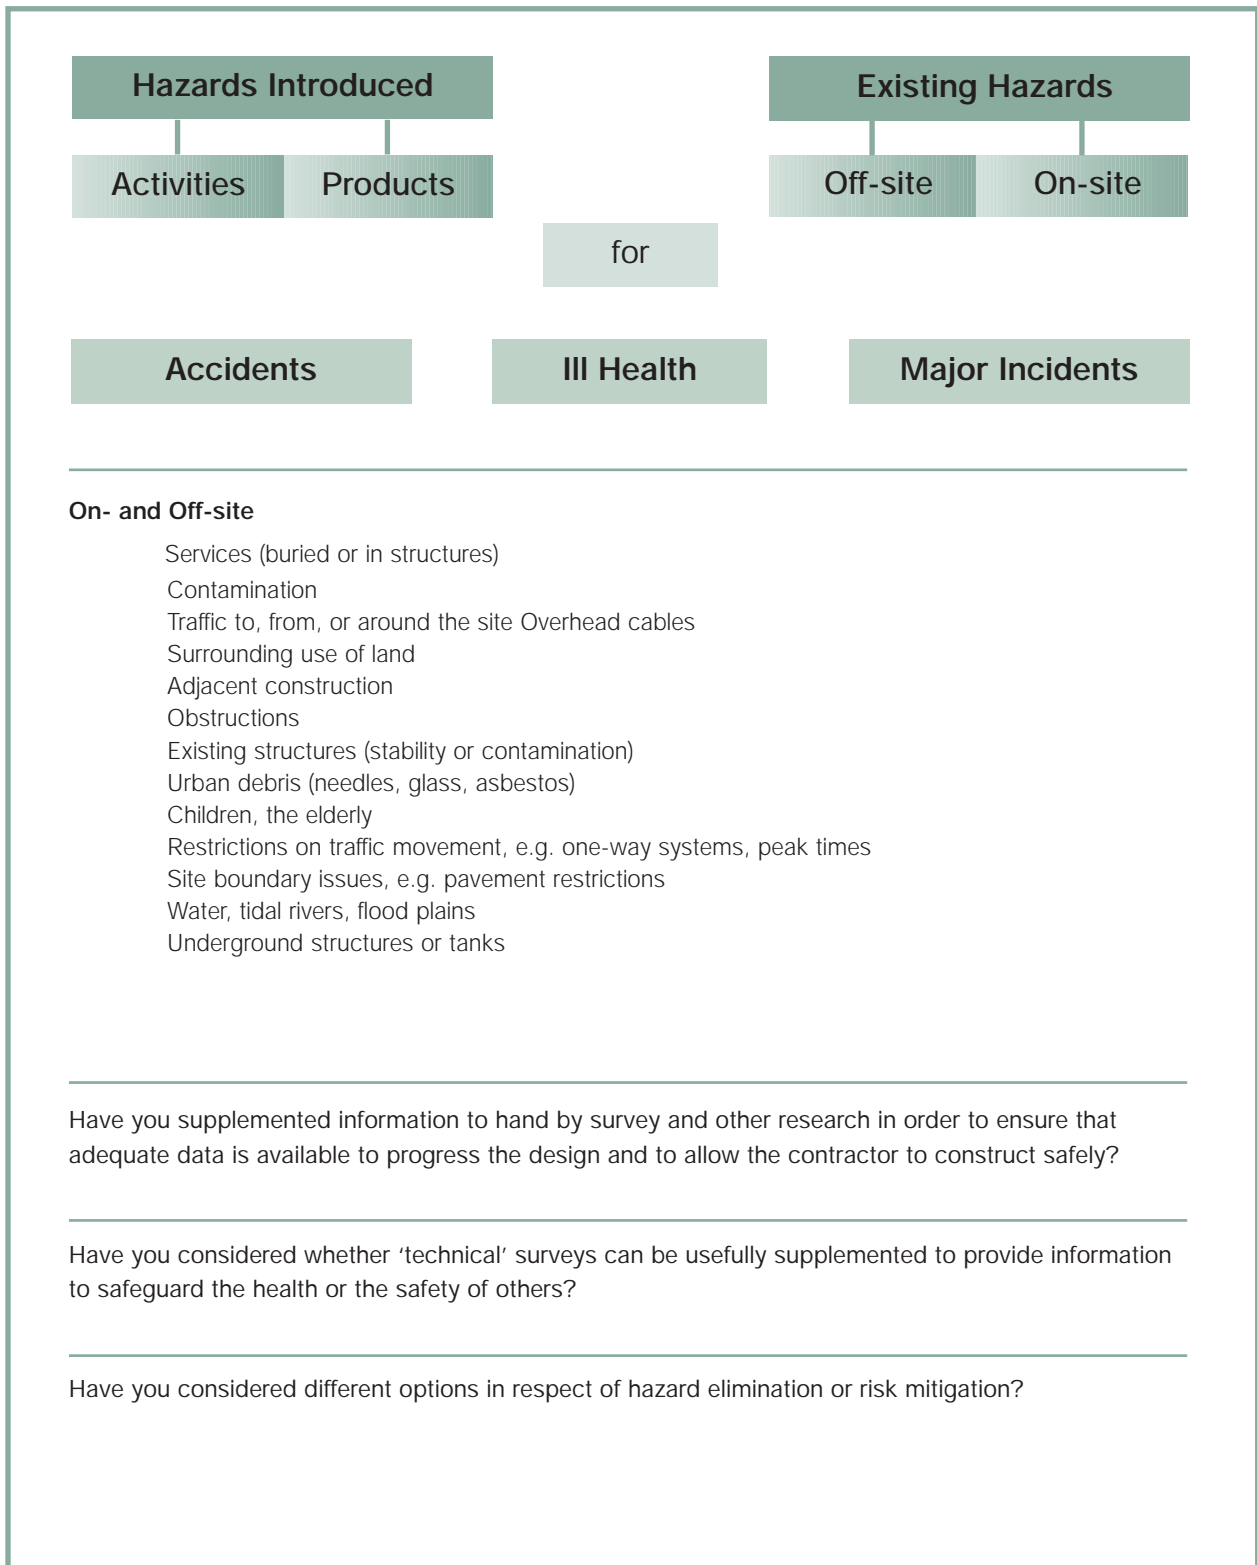 Hazards Introduced
Existing Hazards
Activities
Products
Off-site
On-site
for
Accidents
Ill Health
Major Incidents
On- and Off-site
Services (buried or in structures)
Contamination
Traffic to, from, or around the site Overhead cables
Surrounding use of land
Adjacent construction
Obstructions
Existing structures (stability or contamination)
Urban debris (needles, glass, asbestos)
Children, the elderly
Restrictions on traffic movement, e.g. one-way systems, peak times
Site boundary issues, e.g. pavement restrictions
Water, tidal rivers, flood plains
Underground structures or tanks
Have you supplemented information to hand by survey and other research in order to ensure that
adequate data is available to progress the design and to allow the contractor to construct safely?
Have you considered whether ‘technical’ surveys can be usefully supplemented to provide information
to safeguard the health or the safety of others?
Have you considered different options in respect of hazard elimination or risk mitigation?